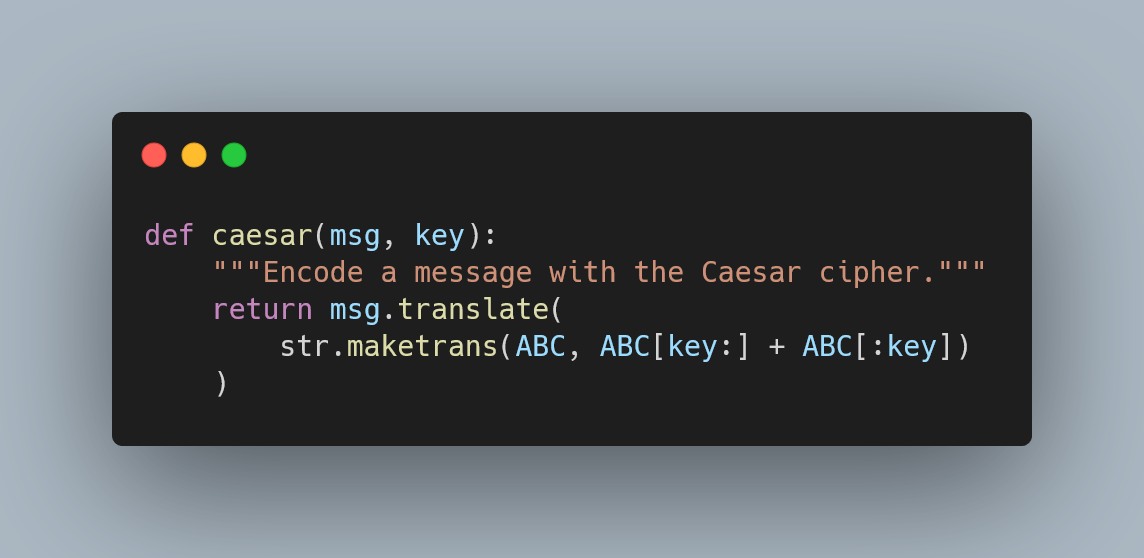 def caesar(msg, key):
    """Encode a message with the Caesar cipher."""
    return msg.translate(
        str.maketrans(ABC, ABC[key:] + ABC[:key])
    )